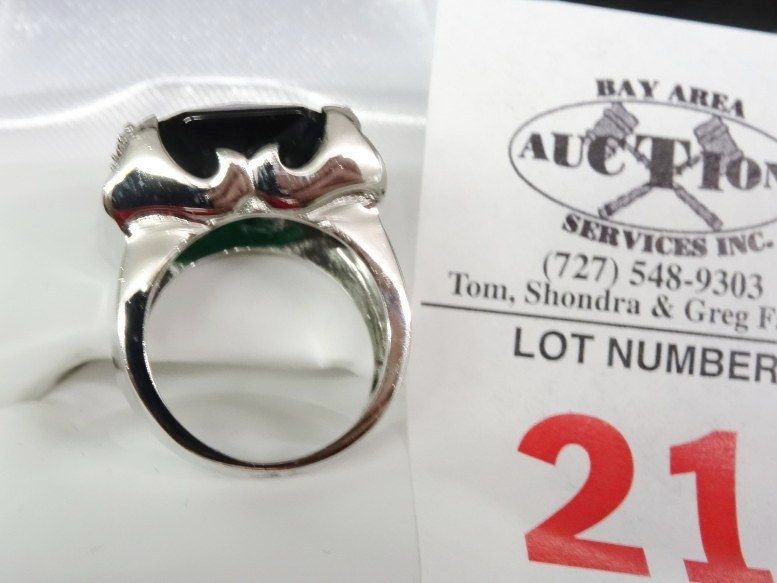 BAY AREA
AUCTION
SERVICES INC.
(727) 548-9303
Tom, Shondra & Greg
LOT NUMBER
21